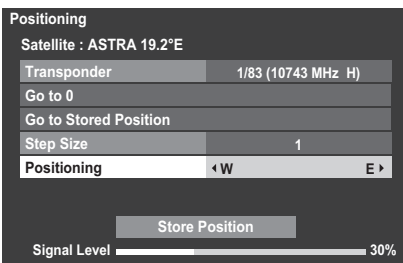 Positioning
Satellite : ASTRA 19.2°E
Transponder 1/83 (10743 MHz H)
Go to 0
Go to Stored Position
Step Size 1
Positioning W E
Store Position
Signal Level 30%